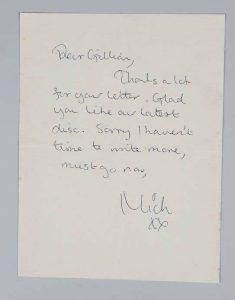 Dear Gillian,
Thanks a lot
for your letter. Glad
you like our latest
disc. Sorry I haven't
time to write more,
must go now,
Mick
xx